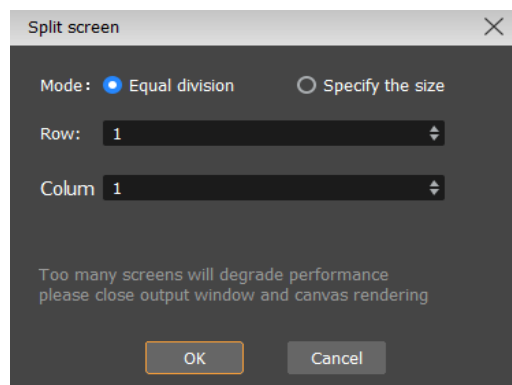 Split screen
Mode: Equal division Specify the size
Row: 1
Colum 1
Too many screens will degrade performance
please close output window and canvas rendering
OK Cancel